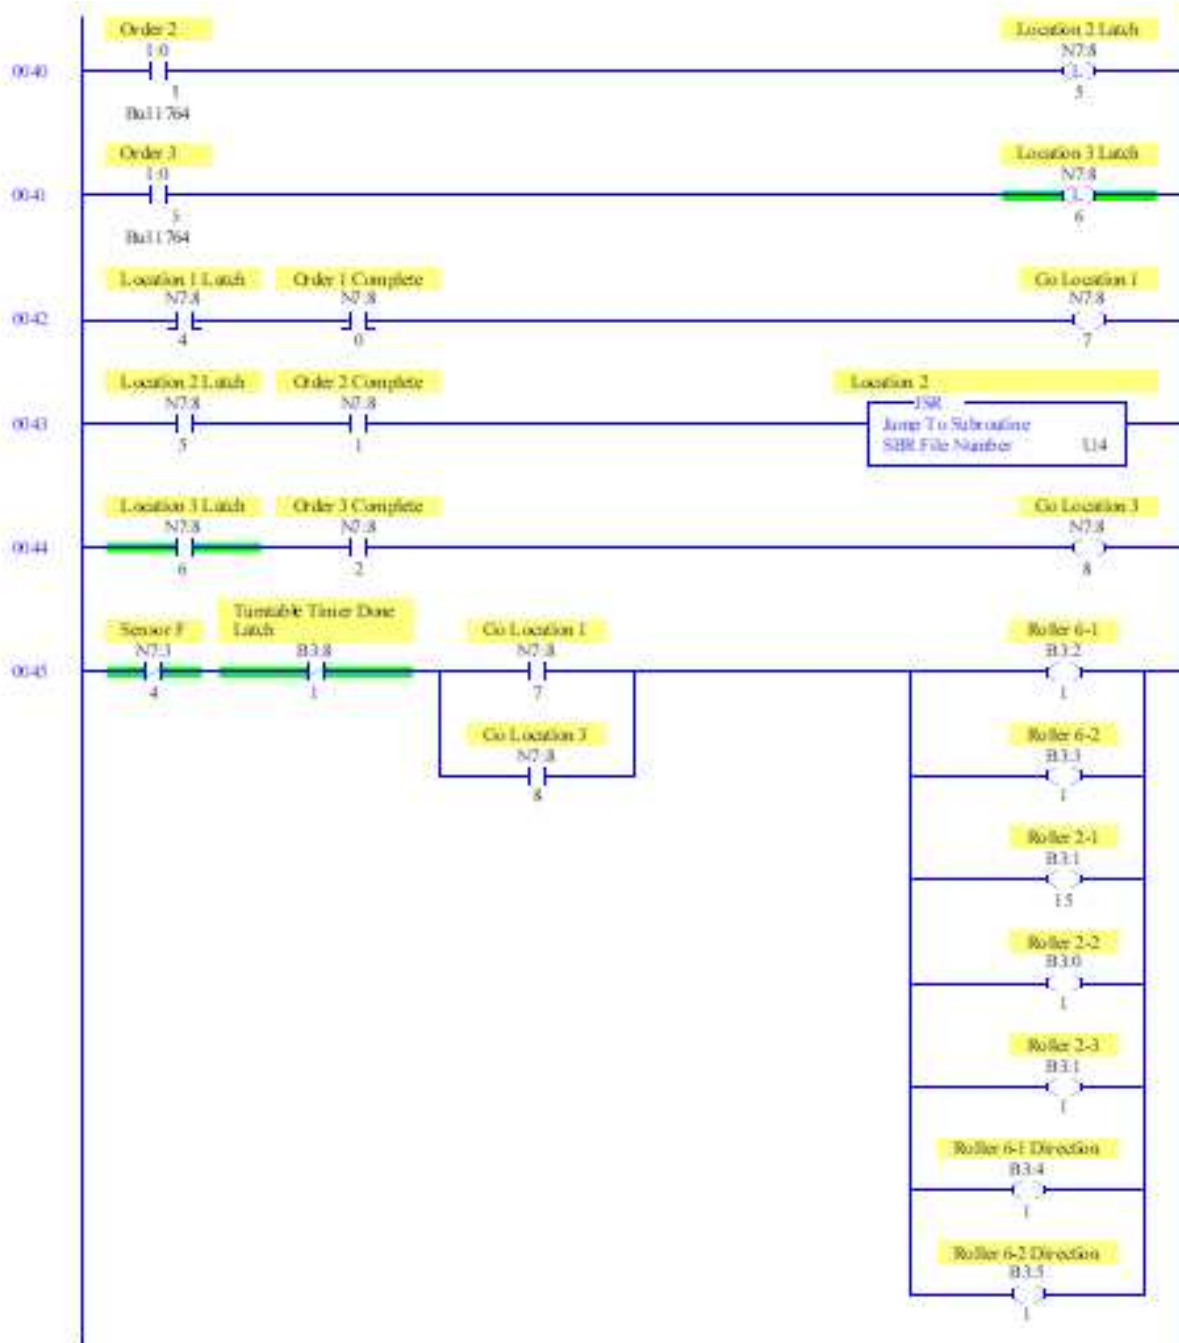 Order 2
I:0
0040
1
Bul.1764
Location 2 Latch
N7:8
L
5
Order 3
I:0
0041
5
Bul.1764
Location 3 Latch
N7:8
L
6
Location 1 Latch
N7:8
0042
4
Order 1 Complete
N7:8
0
Go Location 1
N7:8
7
Location 2 Latch
N7:8
0043
5
Order 2 Complete
N7:8
1
Location 2
JSR
Jump To Subroutine
SBR File Number U:4
Location 3 Latch
N7:8
0044
6
Order 3 Complete
N7:8
2
Go Location 3
N7:8
8
Sensor F
N7:3
0045
4
Turntable Timer Done
Latch
B3:8
1
Go Location 1
N7:8
7
Go Location 3
N7:8
8
Roller 6-1
B3:2
1
Roller 6-2
B3:3
1
Roller 2-1
B3:1
15
Roller 2-2
B3:0
1
Roller 2-3
B3:1
1
Roller 6-1 Direction
B3:4
1
Roller 6-2 Direction
B3:5
1